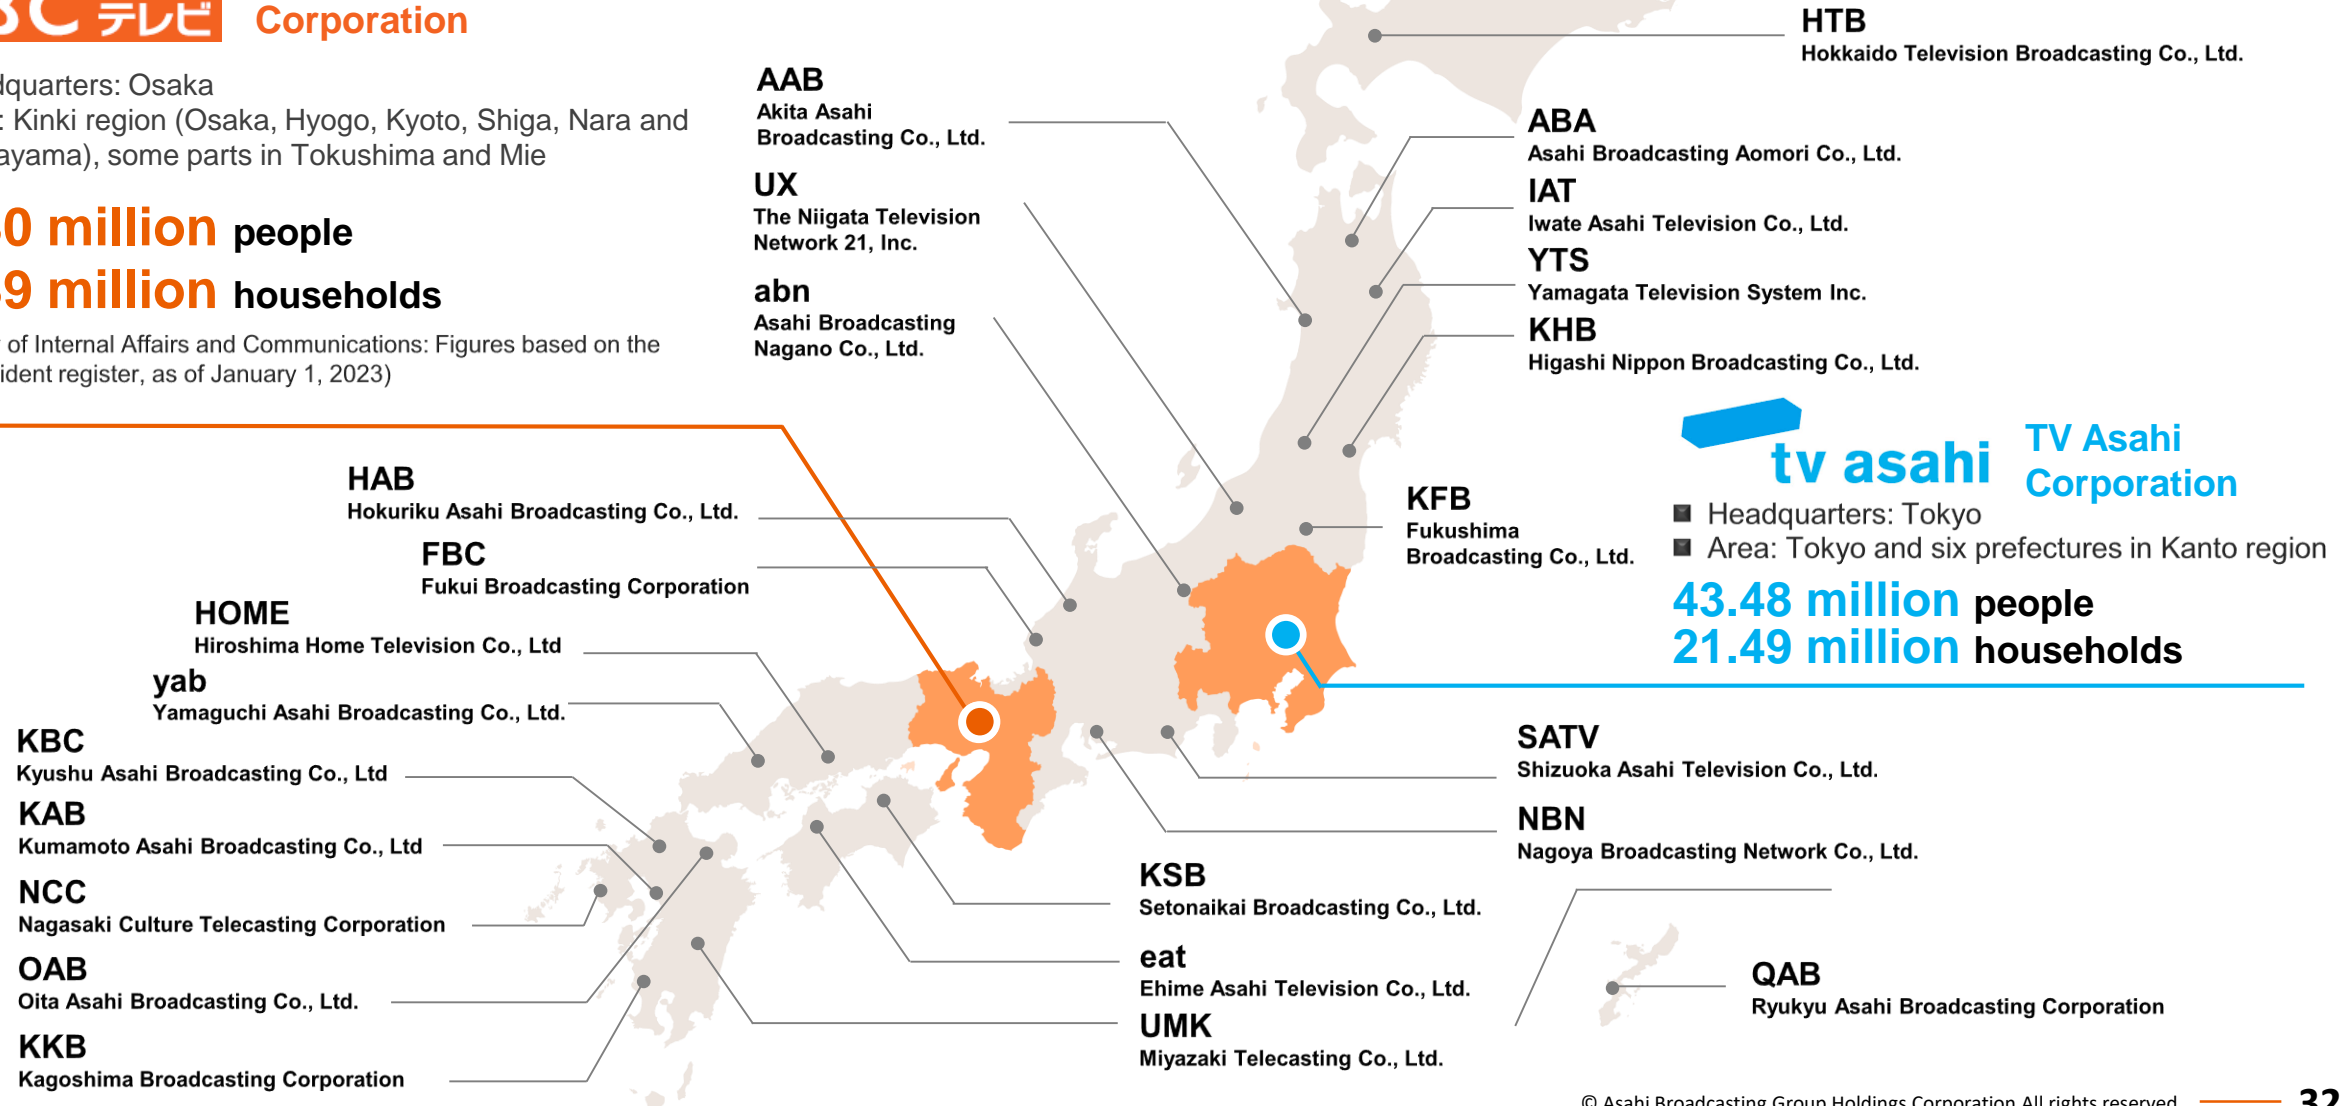 テレビ
Corporation
Headquarters: Osaka
: Kinki region (Osaka, Hyogo, Kyoto, Shiga, Nara and
), some parts in Tokushima and Mie
million people
million households
of Internal Affairs and Communications: Figures based on the
register, as of January 1, 2023)
AAB
Akita Asahi
Broadcasting Co., Ltd.
UX
The Niigata Television
Network 21, Inc.
abn
Asahi Broadcasting
Nagano Co., Ltd.
HTB
Hokkaido Television Broadcasting Co., Ltd.
ABA
Asahi Broadcasting Aomori Co., Ltd.
IAT
Iwate Asahi Television Co., Ltd.
YTS
Yamagata Television System Inc.
KHB
Higashi Nippon Broadcasting Co., Ltd.
tv asahi
TV Asahi
Corporation
Headquarters: Tokyo
Area: Tokyo and six prefectures in Kanto region
43.48 million people
21.49 million households
KFB
Fukushima
Broadcasting Co., Ltd.
HAB
Hokuriku Asahi Broadcasting Co., Ltd.
FBC
Fukui Broadcasting Corporation
HOME
Hiroshima Home Television Co., Ltd
yab
Yamaguchi Asahi Broadcasting Co., Ltd.
KBC
Kyushu Asahi Broadcasting Co., Ltd
KAB
Kumamoto Asahi Broadcasting Co., Ltd
NCC
Nagasaki Culture Telecasting Corporation
OAB
Oita Asahi Broadcasting Co., Ltd.
KKB
Kagoshima Broadcasting Corporation
SATV
Shizuoka Asahi Television Co., Ltd.
NBN
Nagoya Broadcasting Network Co., Ltd.
KSB
Setonaikai Broadcasting Co., Ltd.
eat
Ehime Asahi Television Co., Ltd.
UMK
Miyazaki Telecasting Co., Ltd.
QAB
Ryukyu Asahi Broadcasting Corporation
© Asahi Broadcasting Group Holdings Corporation All rights reserved
32